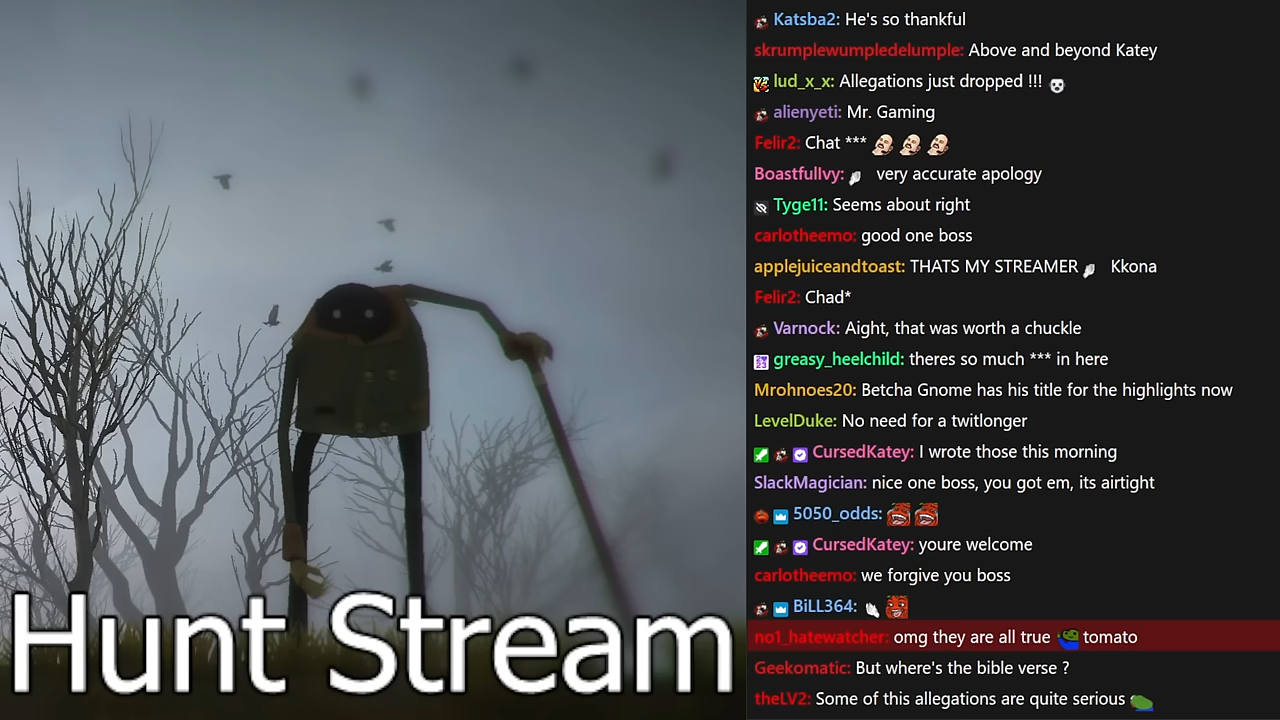 Katsba2: He's so thankful
skrumplewumpledelumple: Above and beyond Katey
lud_x_x: Allegations just dropped !!!
alienyeti: Mr. Gaming
Felir2: Chat ***
BoastfulIvy: very accurate apology
Tyge11: Seems about right
carlotheemo: good one boss
applejuiceandtoast: THATS MY STREAMER Kkona
Felir2: Chad*
Varnock: Aight, that was worth a chuckle
greasy_heelchild: theres so much *** in here
Mrohnoes20: Betcha Gnome has his title for the highlights now
LevelDuke: No need for a twitlonger
CursedKatey: I wrote those this morning
SlackMagician: nice one boss, you got em, its airtight
5050_odds:
CursedKatey: youre welcome
carlotheemo: we forgive you boss
BiLL364:
no1_hatewatcher: omg they are all true tomato
Geekomatic: But where's the bible verse ?
theLV2: Some of this allegations are quite serious
Hunt Stream